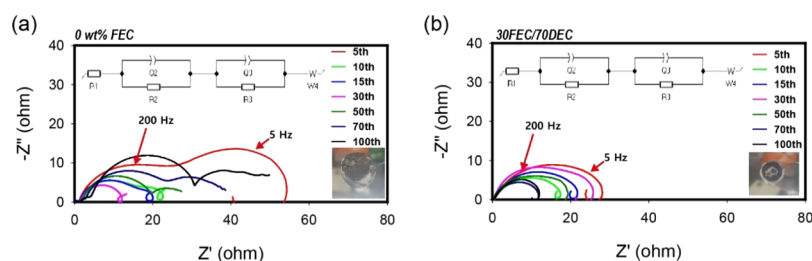 (a)
0 wt% FEC
40
30
20
10
0
-Z'' (ohm)
R1
Q2
R2
Q3
R3
W
W4
5th
10th
15th
30th
50th
70th
100th
200 Hz
5 Hz
0
20
40
60
80
Z' (ohm)
(b)
30FEC/70DEC
40
30
20
10
0
-Z'' (ohm)
R1
Q2
R2
Q3
R3
W
W4
5th
10th
15th
30th
50th
70th
100th
200 Hz
5 Hz
0
20
40
60
80
Z' (ohm)